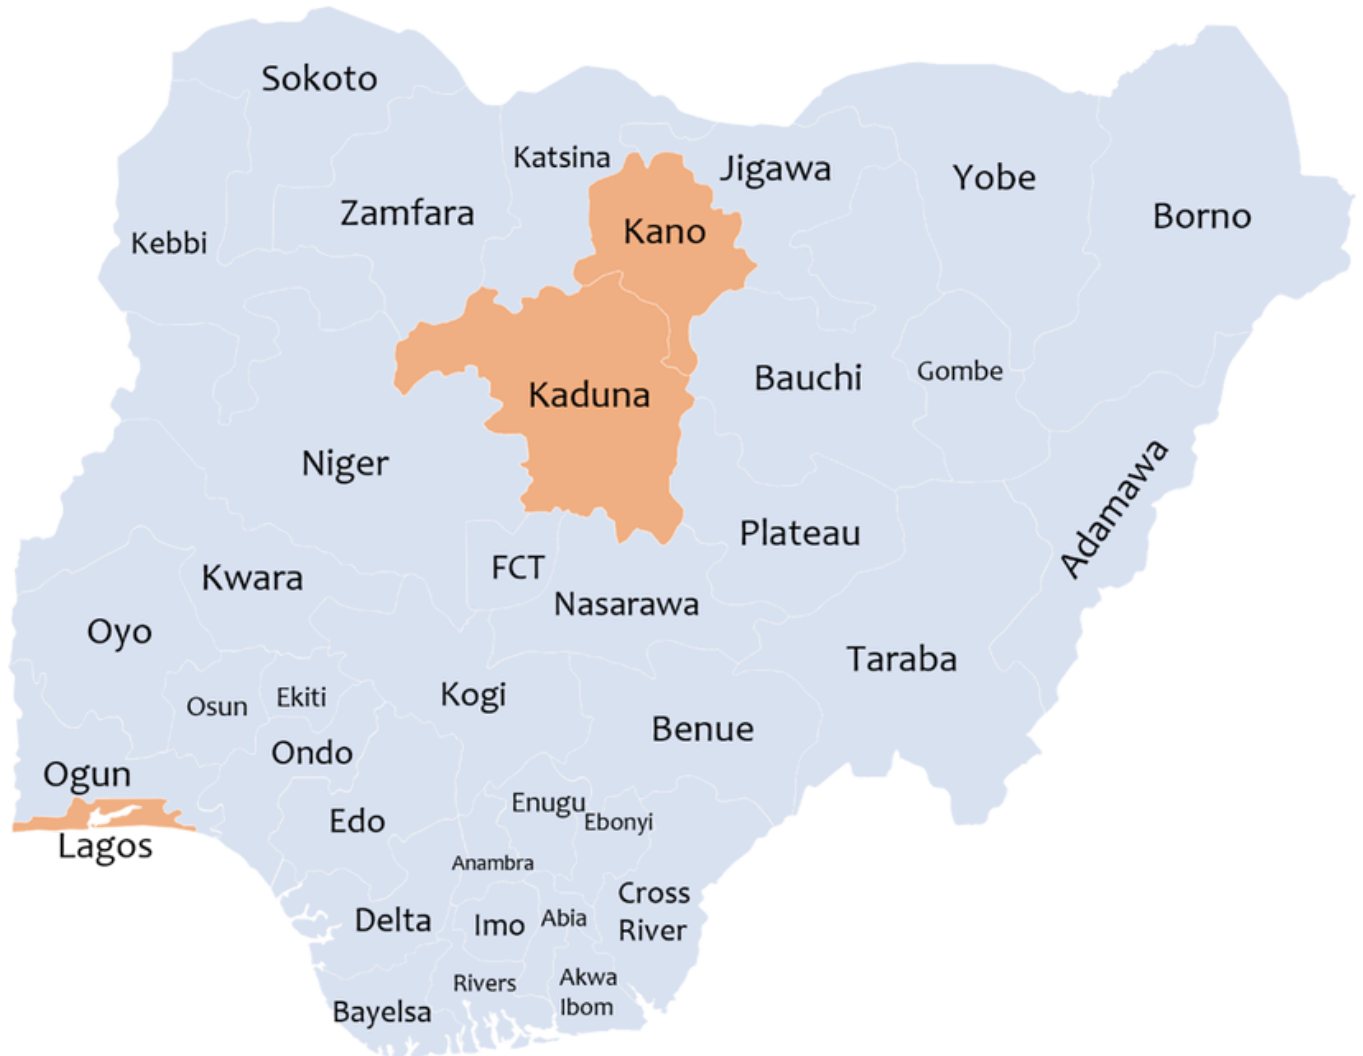 Sokoto
Katsina
Jigawa
Yobe
Zamfara
Kano
Borno
Kebbi
Gombe
Bauchi
Kaduna
Niger
Adamawa
Plateau
FCT
Kwara
Nasarawa
Oyo
Taraba
Kogi
Ekiti
Osun
Benue
Ondo
Ogun
Enugu
Edo
Ebonyi
Lagos
Anambra
Cross
River
Delta
Imo
Abia
Rivers
Akwa
Ibom
Bayelsa